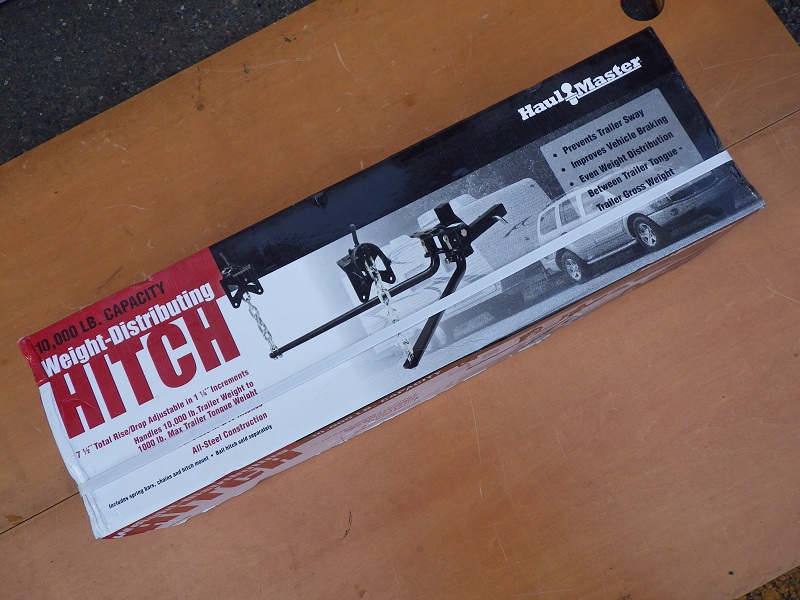 Haul Master
• Prevents Trailer Sway
• Improves Vehicle Braking
• Even Weight Distribution
Between Trailer Tongue -
Trailer Gross Weight
10,000 LB. CAPACITY
Weight-Distributing
HITCH
7 ½" Total Rise/Drop Adjustable in 1 ¼" Increments
Handles 10,000 lb. Trailer Weight to
1000 lb. Max Trailer Tongue Weight
All-Steel Construction
Includes spring bars, chains and hitch mount • Ball hitch sold separately
CAPACITY
HITCH